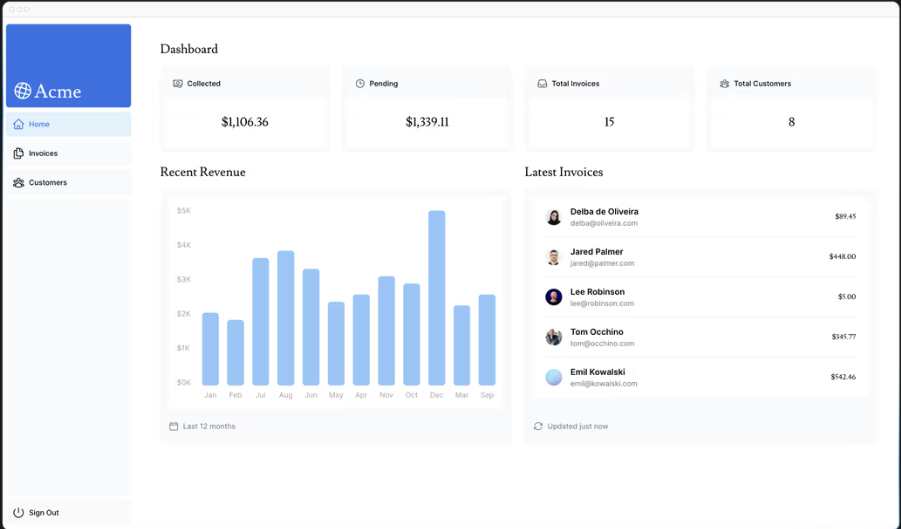 Acme
Home
Invoices
Customers
Sign Out
Dashboard
Collected
$1,106.36
Pending
$1,339.11
Total Invoices
15
Total Customers
8
Recent Revenue
$5K
$4K
$3K
$2K
$1K
$0K
Jan Feb Jul Aug Jun May Apr Nov Oct Dec Mar Sep
Last 12 months
Latest Invoices
Delba de Oliveira
delba@oliveira.com
$89.45
Jared Palmer
jared@palmer.com
$448.00
Lee Robinson
lee@robinson.com
$5.00
Tom Occhino
tom@occhino.com
$345.77
Emil Kowalski
emil@kowalski.com
$542.46
Updated just now